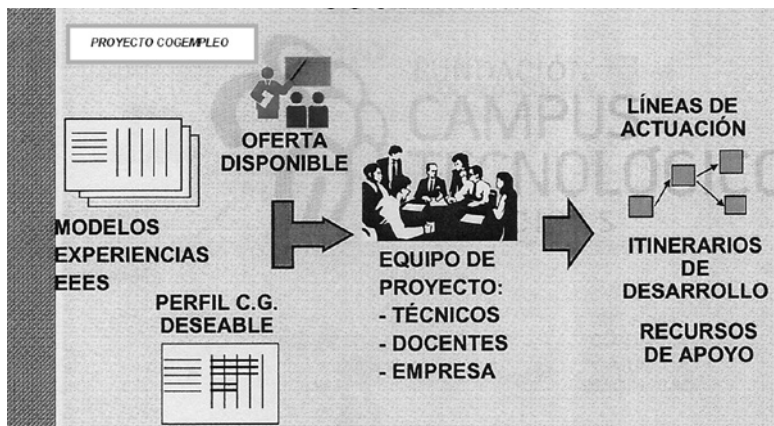 PROYECTO COGEMPLEO
OFERTA
DISPONIBLE
MODELOS
EXPERIENCIAS
EEES
PERFIL C.G.
DESEABLE
EQUIPO DE
PROYECTO:
- TÉCNICOS
- DOCENTES
- EMPRESA
LÍNEAS DE
ACTUACIÓN
ITINERARIOS
DE
DESARROLLO
RECURSOS
DE APOYO
FUNDACIÓN
CAMPUS
TECNOLÓGICO